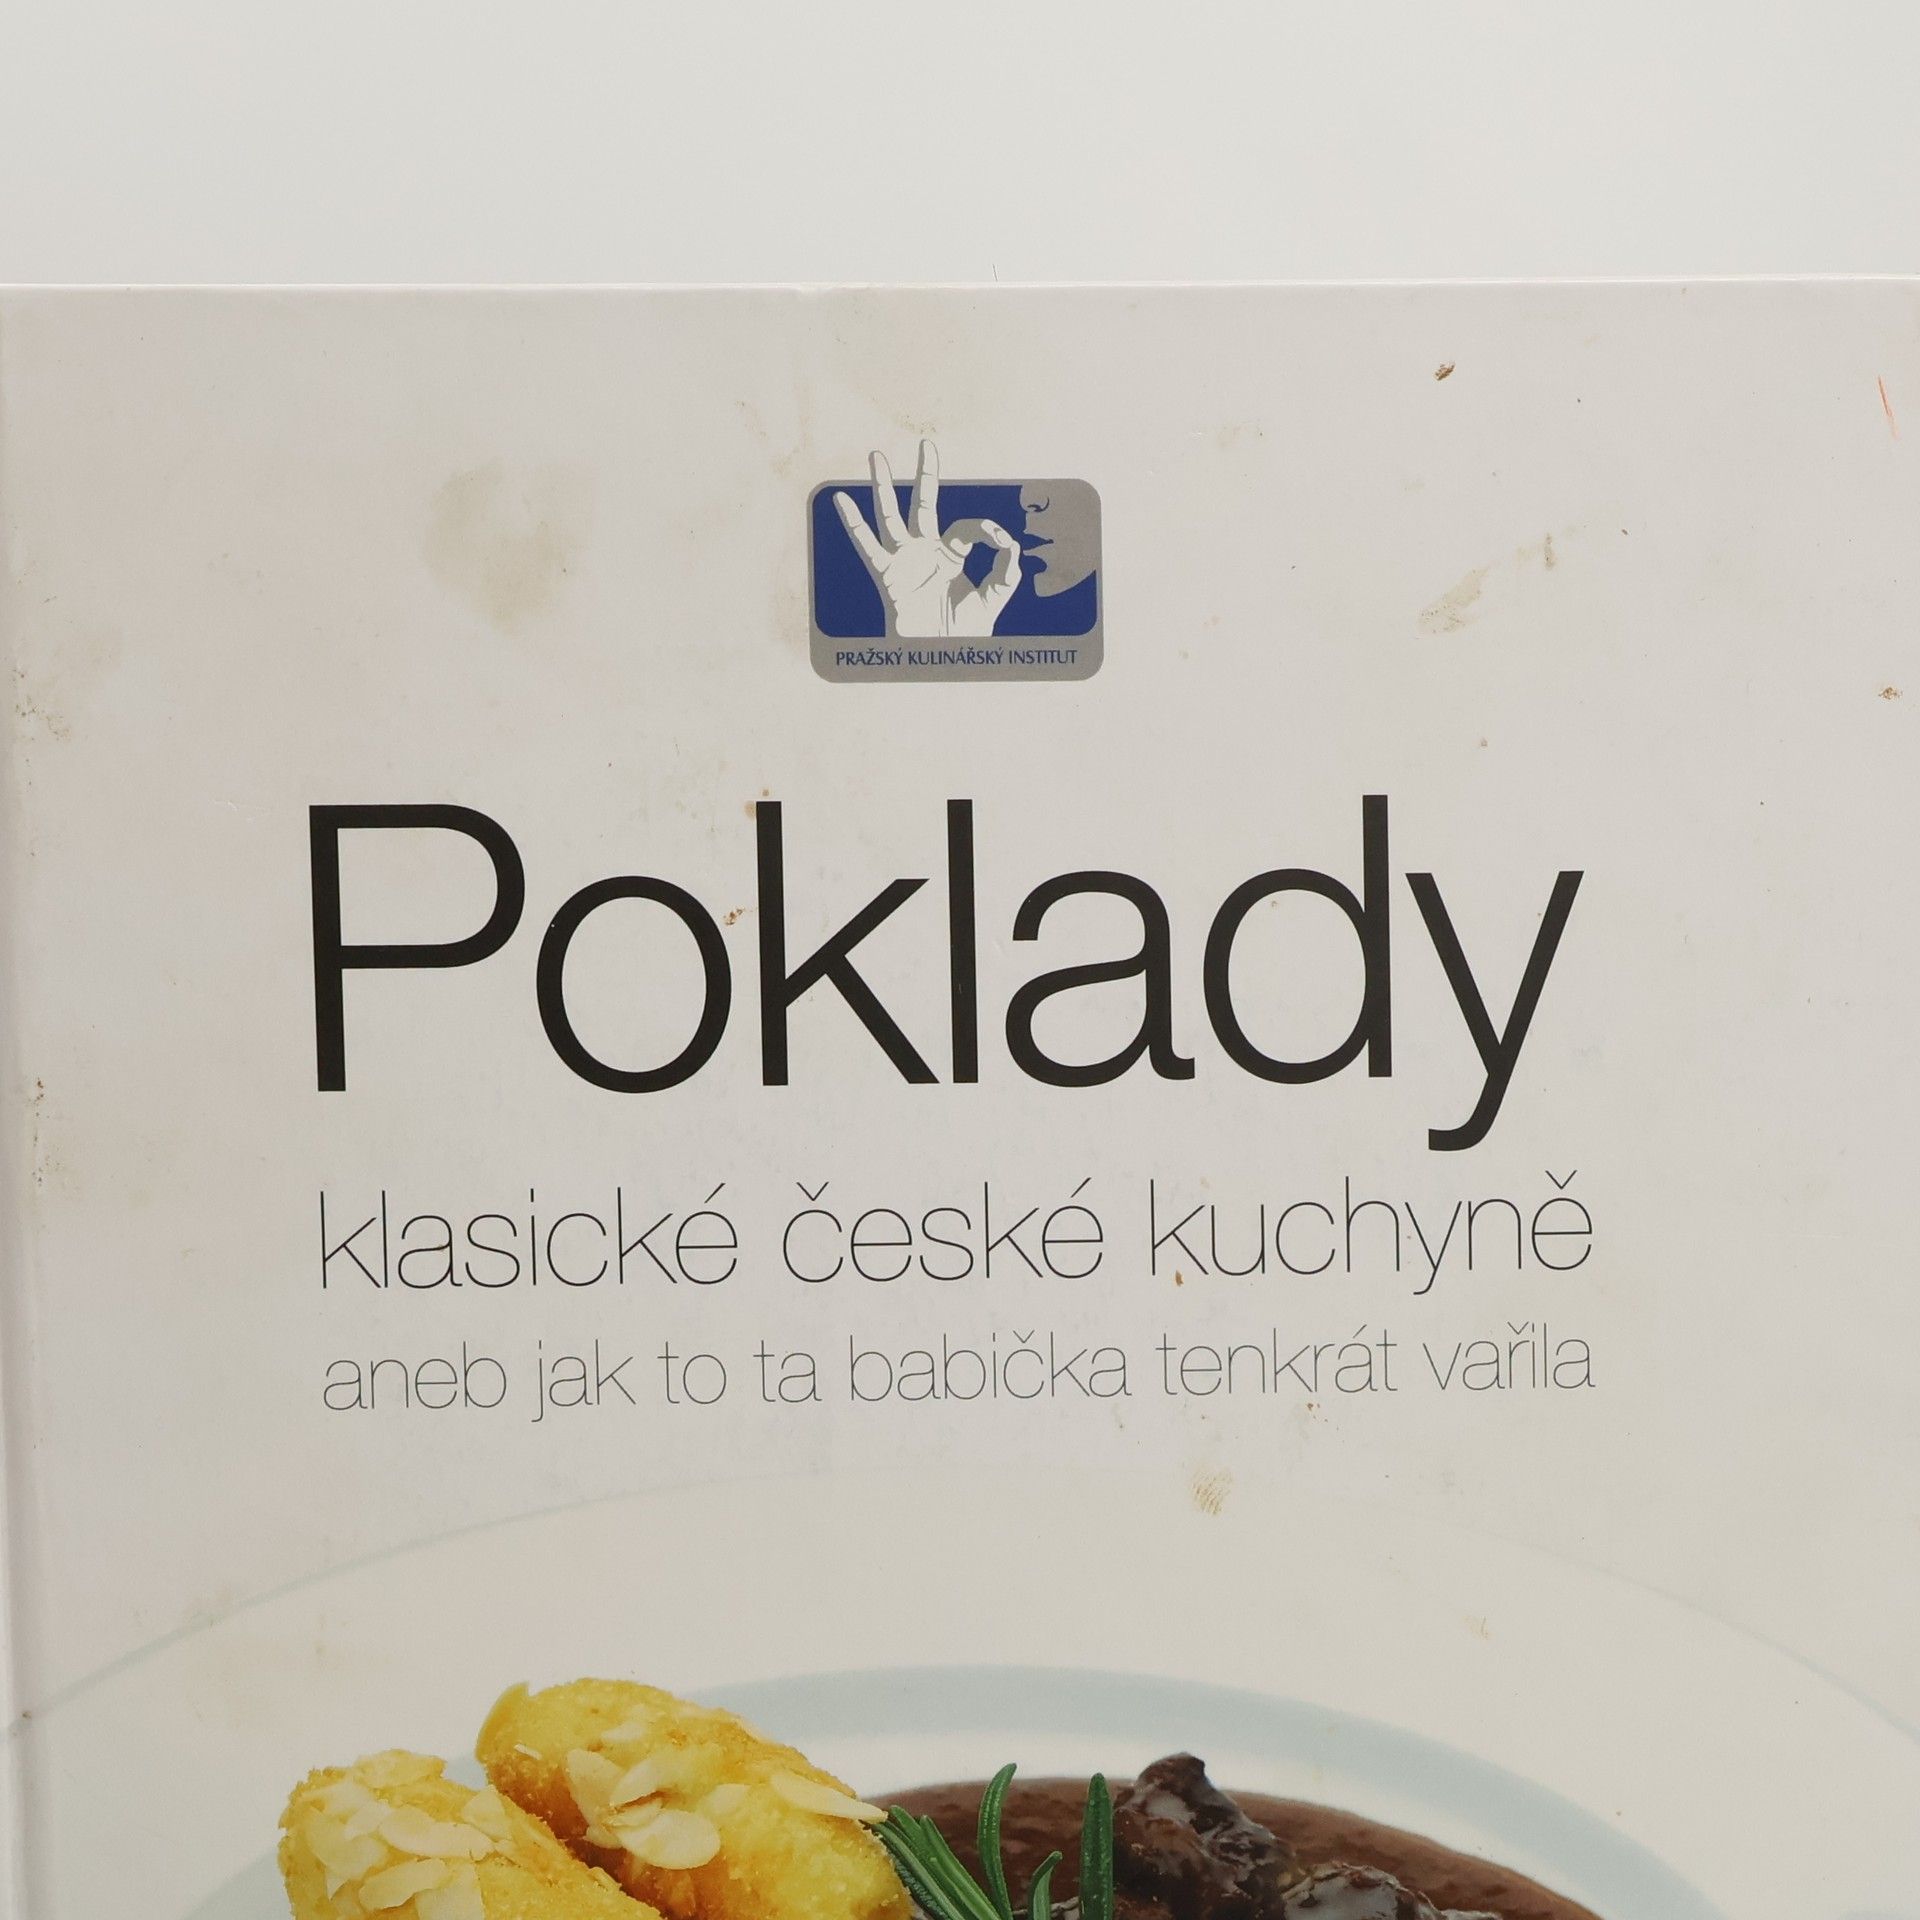 PRAŽSKÝ KULINÁŘSKÝ INSTITUT
Poklady
klasické české kuchyně
aneb jak to ta babička tenkrát vařila